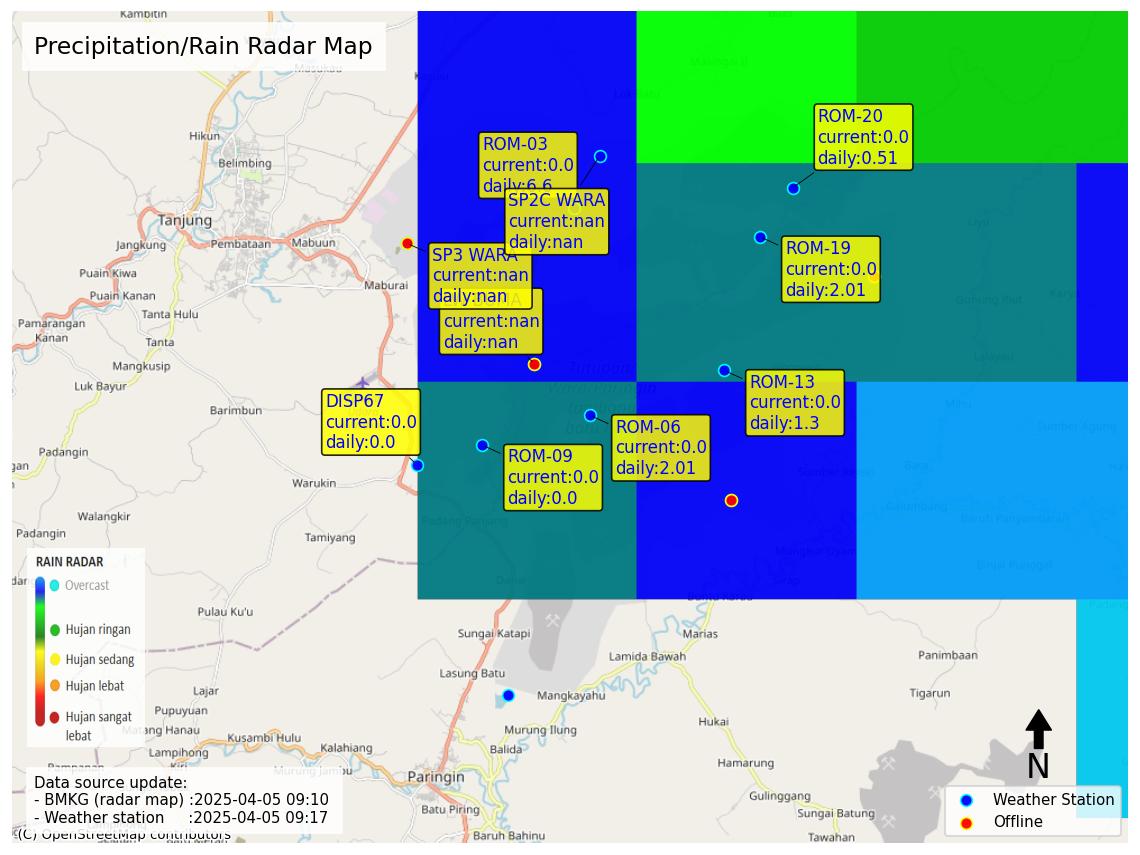 Kambitin
Precipitation/Rain Radar Map
Masukau
Kapulu
Hikun
Belimbing
Tanjung
Jangkung
Pembataan
Mabuun
Puain Kiwa
Maburai
Puain Kanan
Tanta Hulu
Pamarangan
Kanan
Tanta
Mangkusip
Luk Bayur
Barimbun
Padangin
Warukin
Walangkir
Padangin
Tamiyang
ROM-20
current:0.0
daily:0.51
ROM-03
current:0.0
daily:6.6
SP2C WARA
current:nan
daily:nan
SP3 WARA
current:nan
daily:nan
current:nan
daily:nan
ROM-19
current:0.0
daily:2.01
ROM-13
current:0.0
daily:1.3
DISP67
current:0.0
daily:0.0
ROM-06
current:0.0
daily:2.01
ROM-09
current:0.0
daily:0.0
RAIN RADAR
Overcast
Hujan ringan
Hujan sedang
Hujan lebat
Hujan sangat
lebat
Pulau Ku'u
Lajar
Pupuyuan
Matang Hanau
Lampihong
Kusambi Hulu
Kalahiang
Murung Jambu
Sungai Katapi
Marias
Lamida Bawah
Lasung Batu
Mangkayahu
Murung Ilung
Balida
Paringin
Batu Piring
Baruh Bahinu
Hukai
Hamarung
Gulinggang
Sungai Batung
Tawahan
Panimbaan
Tigarun
N
Weather Station
Offline
Data source update:
- BMKG (radar map) :2025-04-05 09:10
- Weather station :2025-04-05 09:17
(C) OpenStreetMap contributors